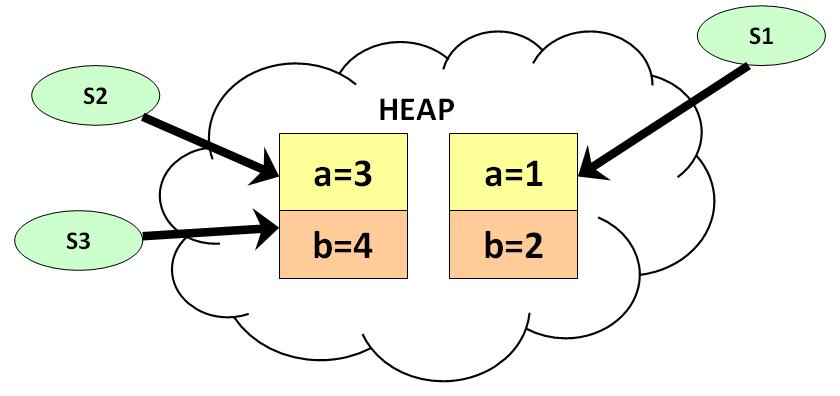 S1
S2
HEAP
a=3
a=1
S3
b=4
b=2